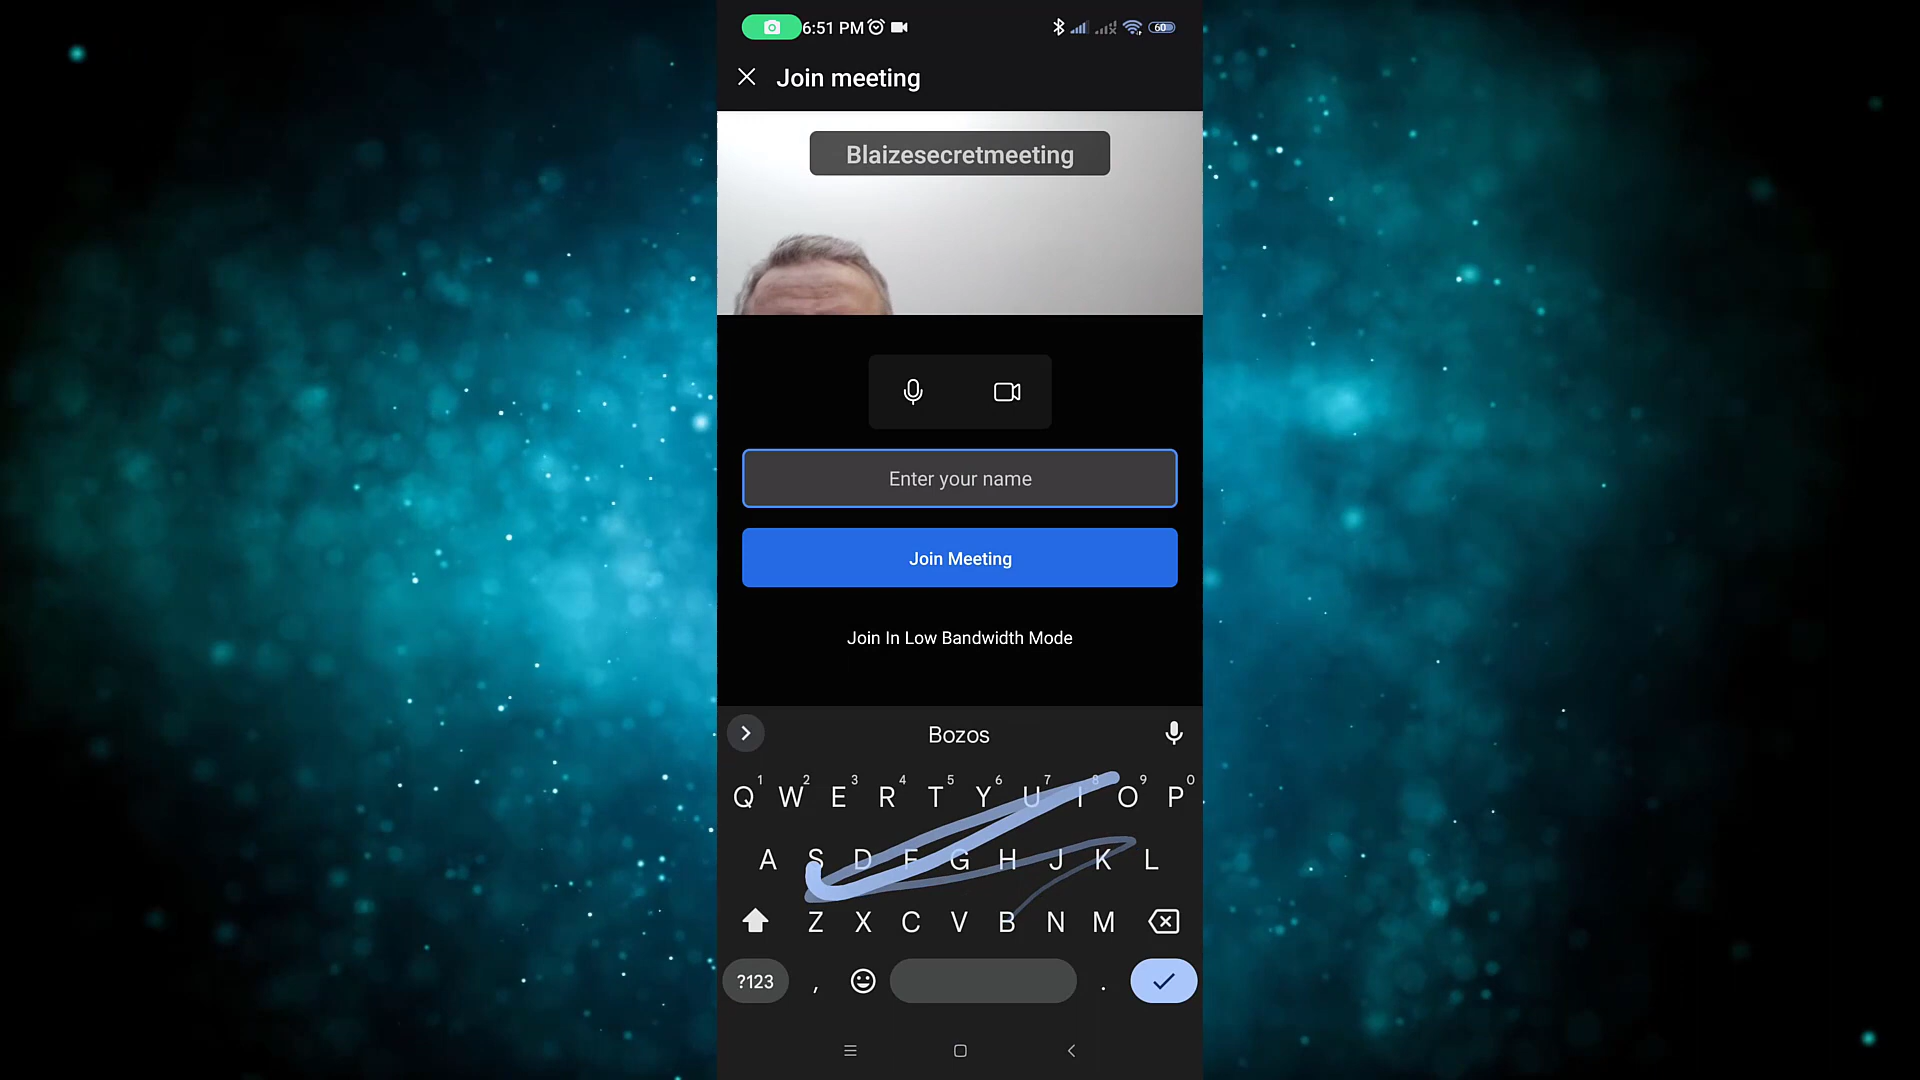 6:51 PM 60
Join meeting
Blaizesecretmeeting
Enter your name
Join Meeting
Join In Low Bandwidth Mode
Bozos
1 2 3 4 5 6 7 8 9 0
Q W E R T Y U I O P
A S D F G H J K L
Z X C V B N M
?123 , .